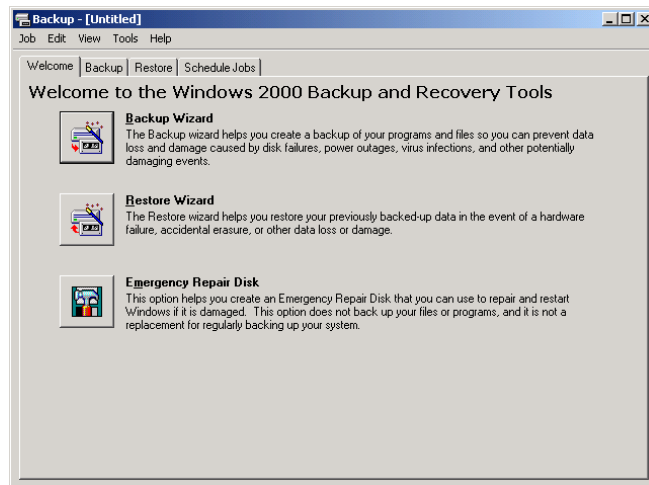 Backup - [Untitled]
Job Edit View Tools Help
Welcome Backup Restore Schedule Jobs
Welcome to the Windows 2000 Backup and Recovery Tools
Backup Wizard
The Backup wizard helps you create a backup of your programs and files so you can prevent data
loss and damage caused by disk failures, power outages, virus infections, and other potentially
damaging events.
Restore Wizard
The Restore wizard helps you restore your previously backed-up data in the event of a hardware
failure, accidental erasure, or other data loss or damage.
Emergency Repair Disk
This option helps you create an Emergency Repair Disk that you can use to repair and restart
Windows if it is damaged. This option does not back up your files or programs, and it is not a
replacement for regularly backing up your system.